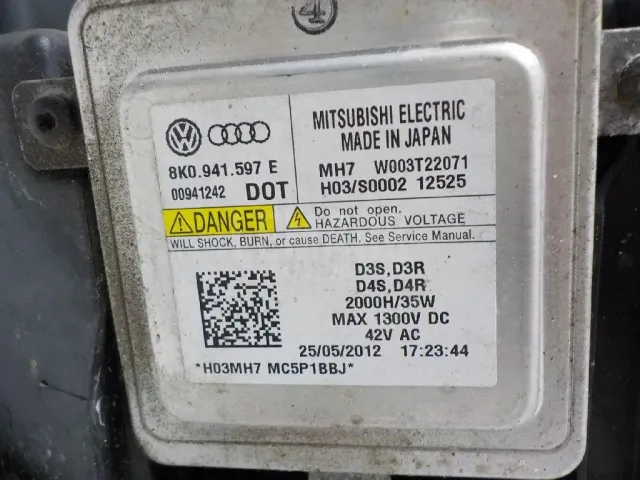 4
MITSUBISHI ELECTRIC
MADE IN JAPAN
8K0.941.597 E
00941242 DOT
MH7 W003T22071
H03/S0002 12525
DANGER
Do not open.
HAZARDOUS VOLTAGE
WILL SHOCK, BURN, or cause DEATH. See Service Manual.
D3S,D3R
D4S,D4R
2000H/35W
MAX 1300V DC
42V AC
25/05/2012 17:23:44
*H03MH7 MC5P1BBJ*